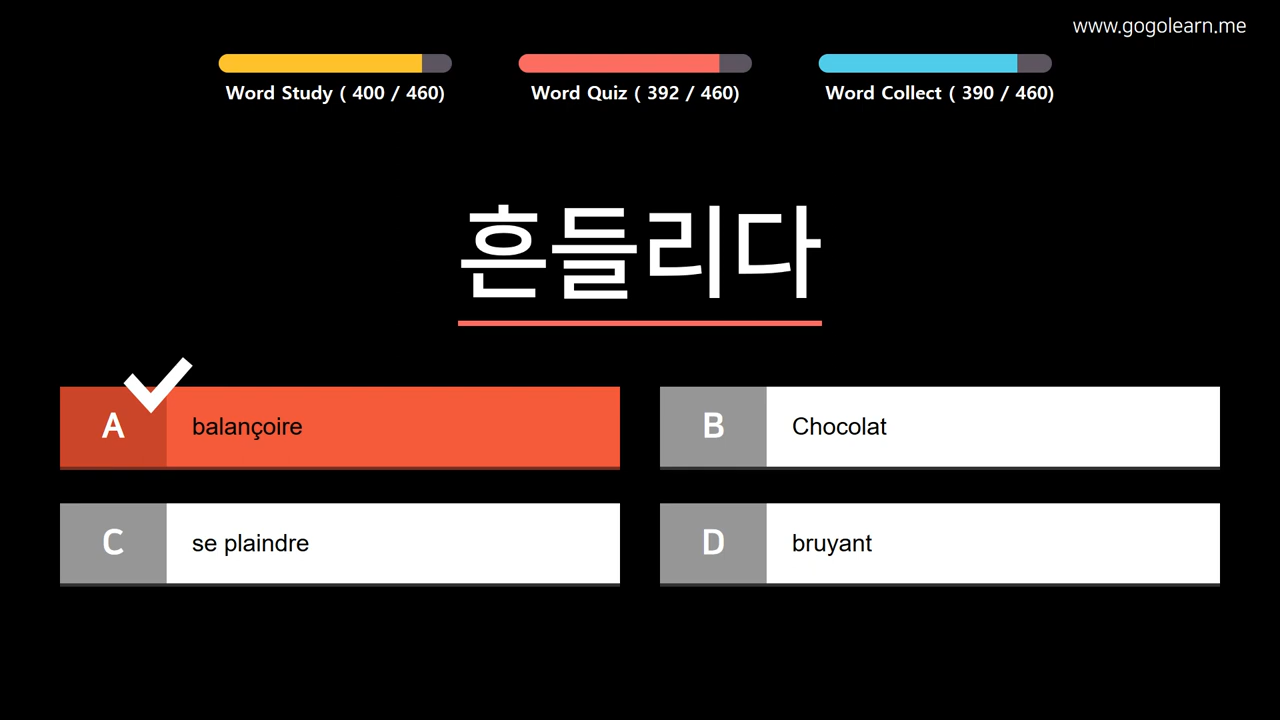 www.gogolearn.me
Word Study ( 400 / 460)
Word Quiz ( 392 / 460)
Word Collect ( 390 / 460)
흔들리다
A balançoire
B Chocolat
C se plaindre
D bruyant